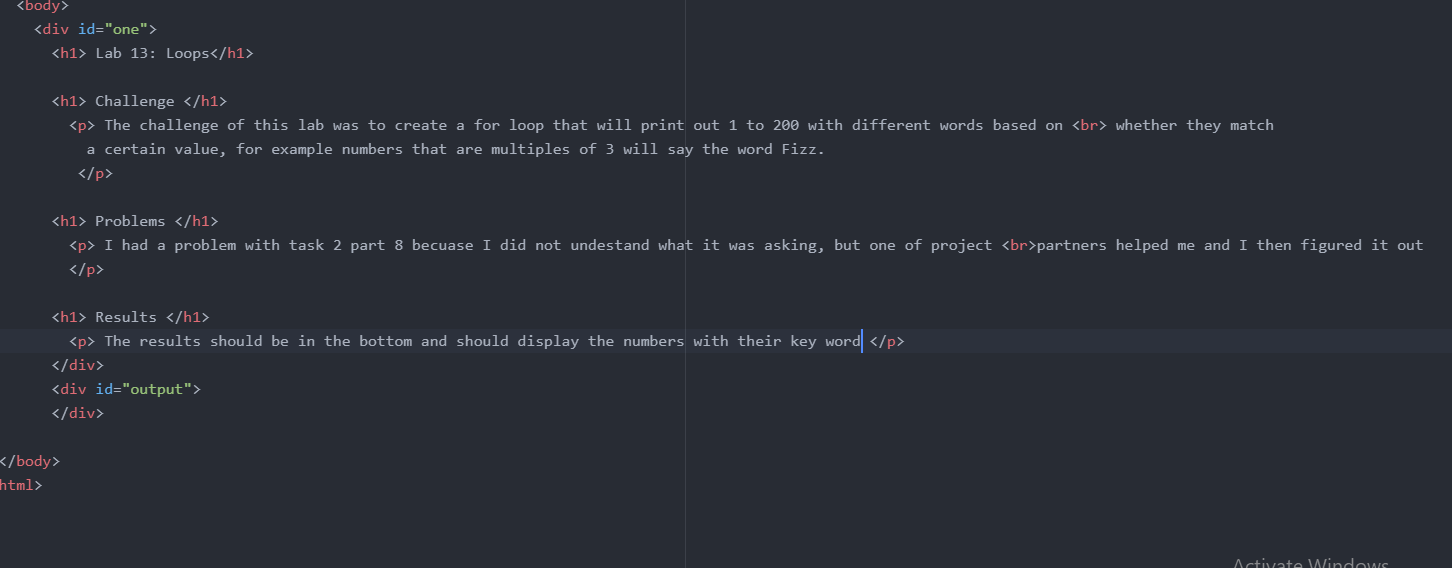 <body>
<div id="one">
<h1> Lab 13: Loops</h1>
<h1> Challenge </h1>
<p> The challenge of this lab was to create a for loop that will print out 1 to 200 with different words based on <br> whether they match
a certain value, for example numbers that are multiples of 3 will say the word Fizz.
</p>
<h1> Problems </h1>
<p> I had a problem with task 2 part 8 becuase I did not undestand what it was asking, but one of project <br>partners helped me and I then figured it out
</p>
<h1> Results </h1>
<p> The results should be in the bottom and should display the numbers with their key word </p>
</div>
<div id="output">
</div>
</body>
html>
Activate Windows